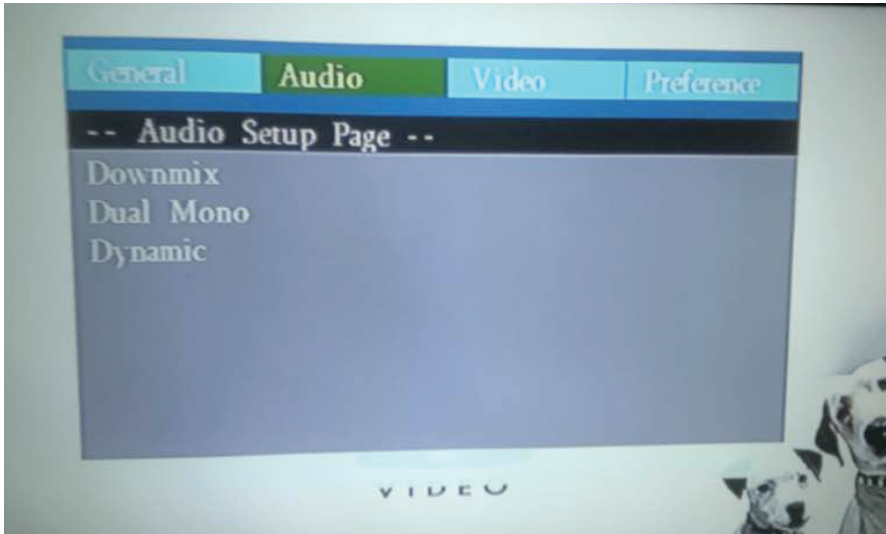 General Audio Video Preference
-- Audio Setup Page --
Downmix
Dual Mono
Dynamic
VIDEO